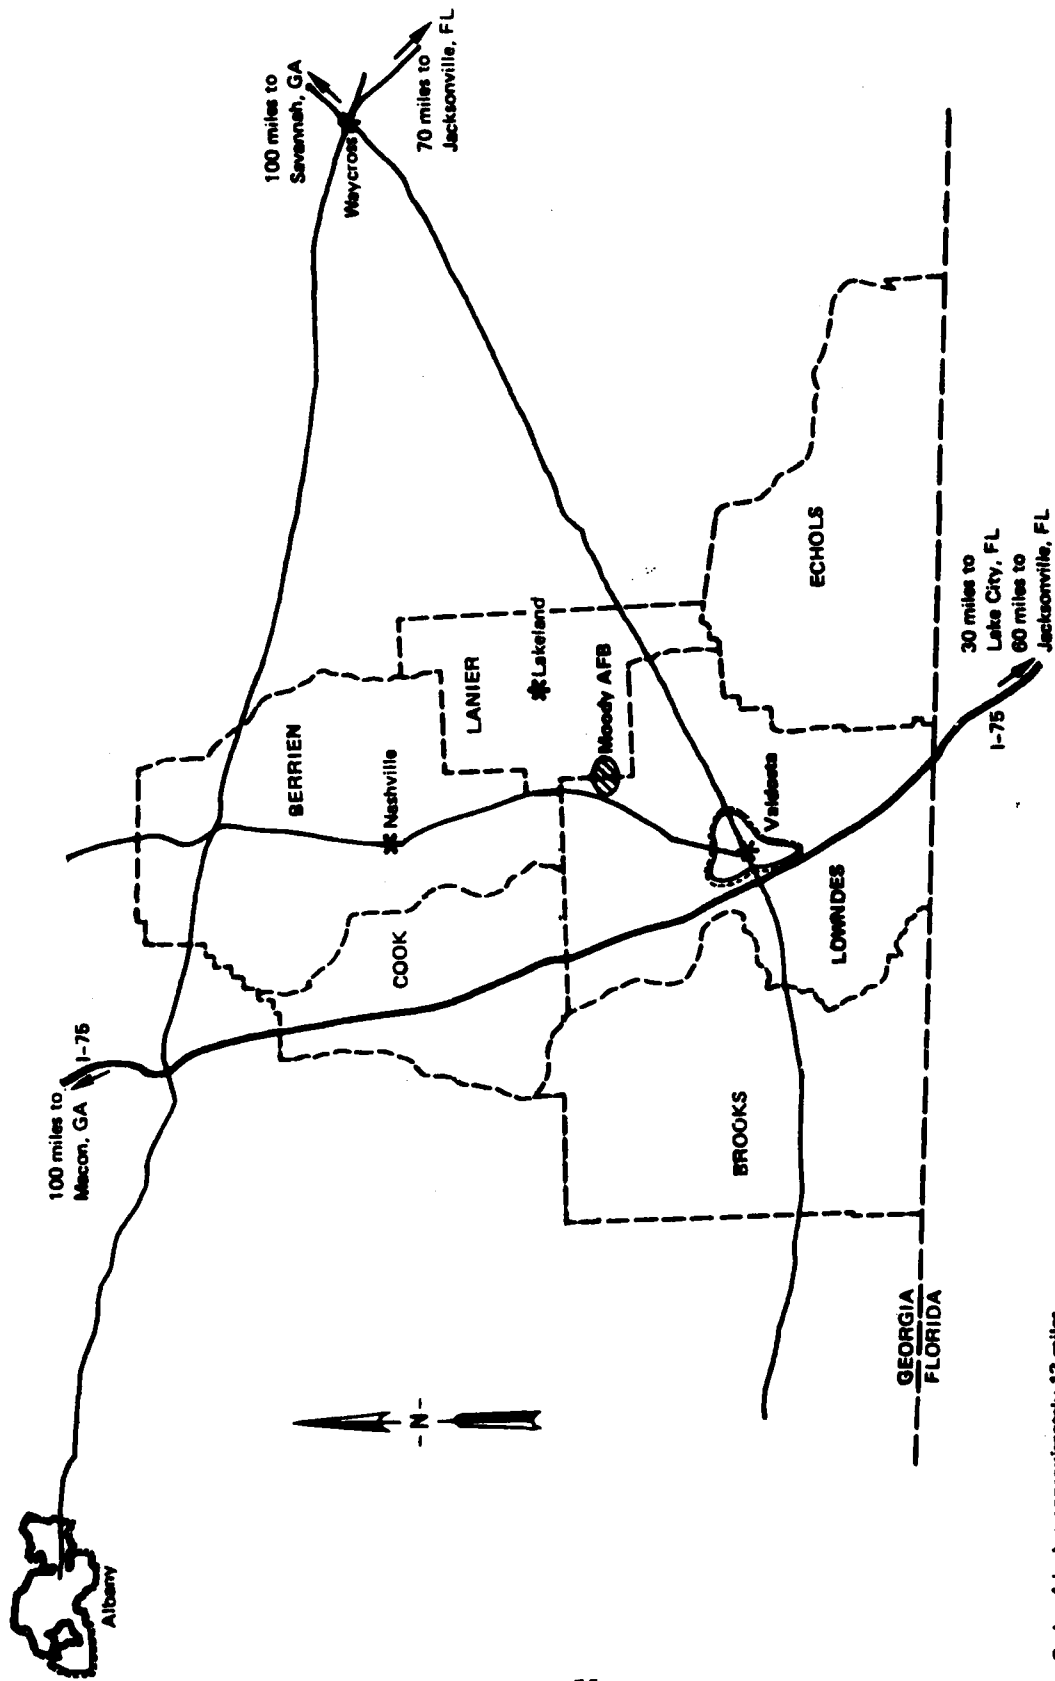 Albany
100 miles to
Macon, GA
I-75
100 miles to
Savannah, GA
Waycross
70 miles to
Jacksonville, FL
BERRIEN
Nashville
COOK
LANIER
Lakeland
Moody AFB
- N -
BROOKS
Valdosta
LOWNDES
ECHOLS
GEORGIA
FLORIDA
I-75
30 miles to
Lake City, FL
60 miles to
Jacksonville, FL